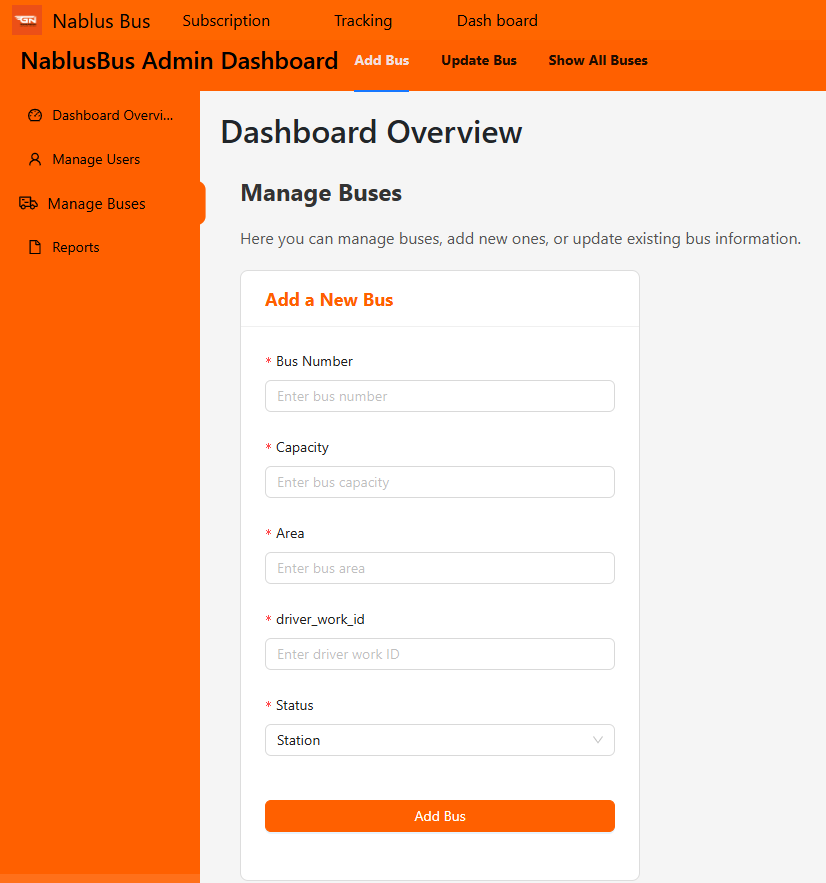 GN
Nablus Bus
Subscription
Tracking
Dash board
NablusBus Admin Dashboard
Add Bus
Update Bus
Show All Buses
Dashboard Overvi...
Manage Users
Manage Buses
Reports
Dashboard Overview
Manage Buses
Here you can manage buses, add new ones, or update existing bus information.
Add a New Bus
* Bus Number
Enter bus number
* Capacity
Enter bus capacity
* Area
Enter bus area
* driver_work_id
Enter driver work ID
* Status
Station
Add Bus